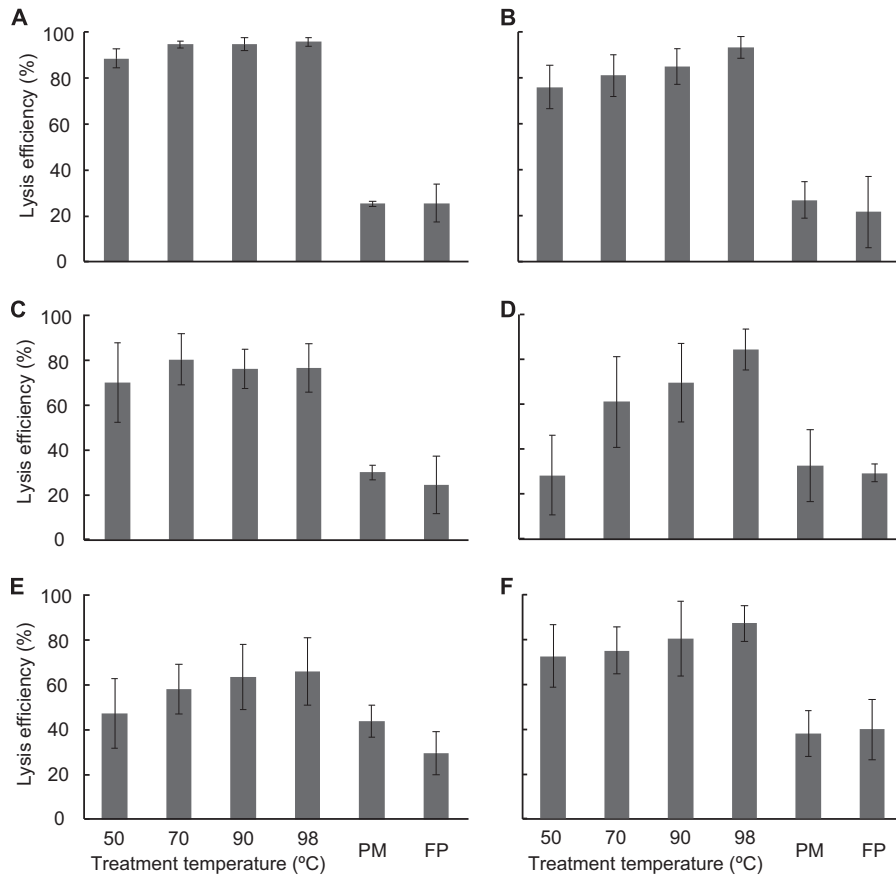 A
B
100
80
60
40
20
0
Lysis efficiency (%)
C
D
100
80
60
40
20
0
Lysis efficiency (%)
E
F
100
80
60
40
20
0
Lysis efficiency (%)
50 70 90 98 PM FP
Treatment temperature (ºC)
50 70 90 98 PM FP
Treatment temperature (ºC)